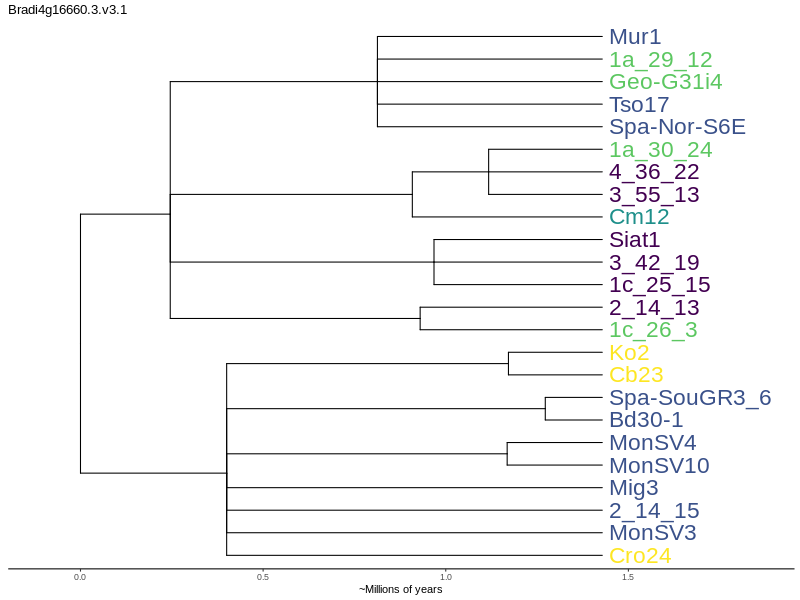 Bradi4g16660.3.v3.1
Mur1
1a_29_12
Geo-G31i4
Tso17
Spa-Nor-S6E
1a_30_24
4_36_22
3_55_13
Cm12
Siat1
3_42_19
1c_25_15
2_14_13
1c_26_3
Ko2
Cb23
Spa-SouGR3_6
Bd30-1
MonSV4
MonSV10
Mig3
2_14_15
MonSV3
Cro24
0.0 0.5 1.0 1.5
~Millions of years